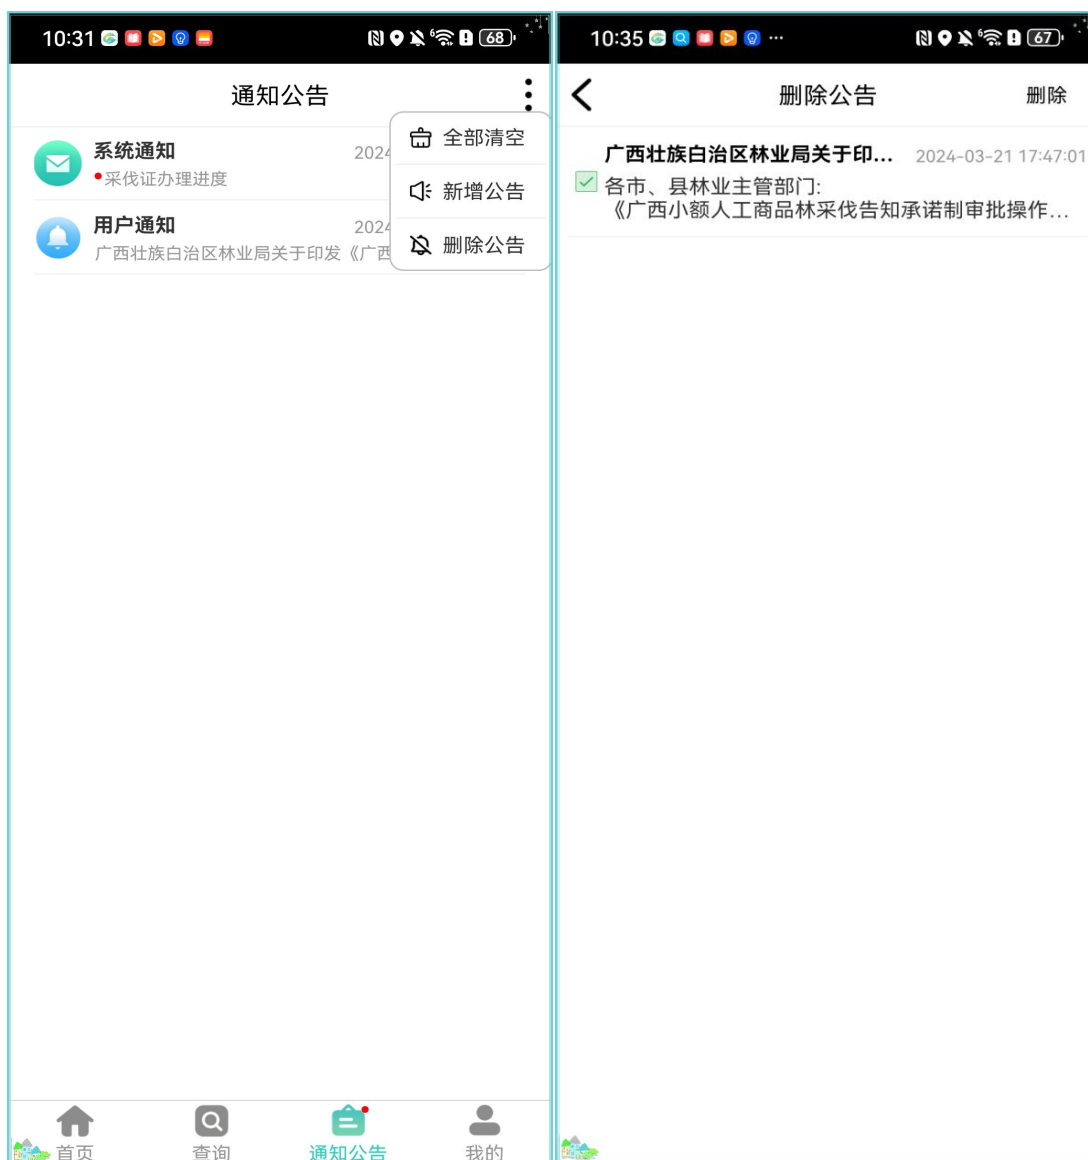 10:31
6
68
通知公告
系统通知
2024
采伐证办理进度
用户通知
2024
广西壮族自治区林业局关于印发《广西
全部清空
新增公告
删除公告
首页
查询
通知公告
我的
10:35
6
67
删除公告
删除
广西壮族自治区林业局关于印...
2024-03-21 17:47:01
各市、县林业主管部门:
《广西小额人工商品林采伐告知承诺制审批操作...